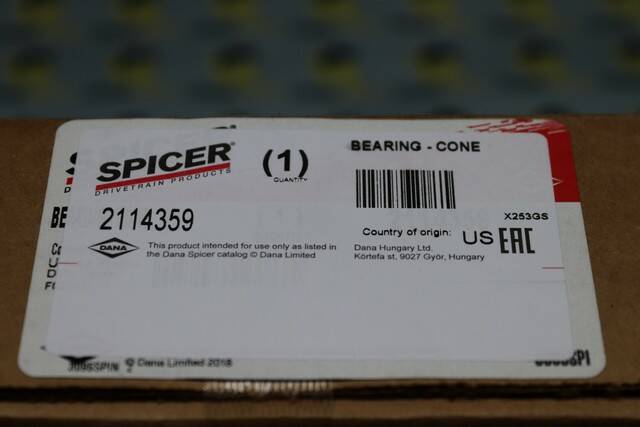 SPICER®
DRIVETRAIN PRODUCTS
(1)
QUANTITY
BEARING - CONE
2114359
X253GS
Country of origin: US EAC
DANA
This product intended for use only as listed in
the Dana Spicer catalog © Dana Limited
Dana Hungary Ltd.
Körtefa st, 9027 Györ, Hungary
BE
© Dana Limited 2018